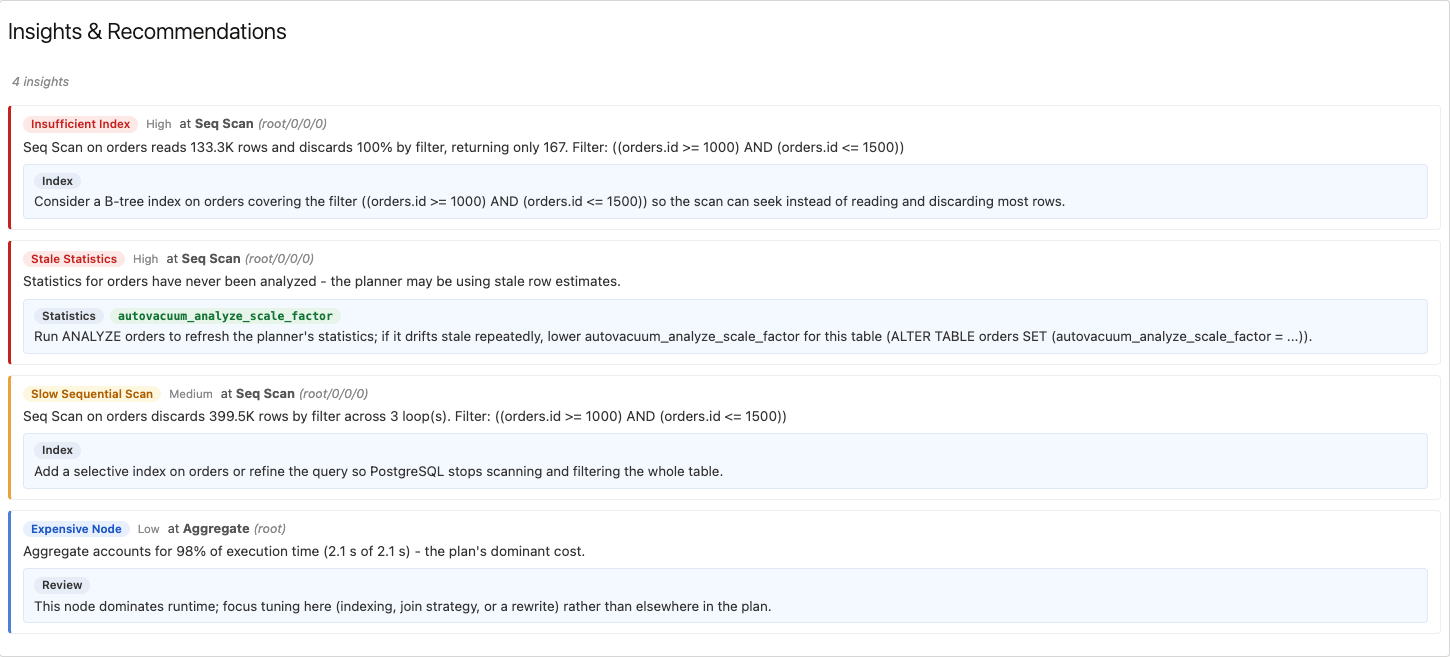 Insights & Recommendations
4 insights
Insufficient Index High at Seq Scan (root/0/0/0)
Seq Scan on orders reads 133.3K rows and discards 100% by filter, returning only 167. Filter: ((orders.id >= 1000) AND (orders.id <= 1500))
Index
Consider a B-tree index on orders covering the filter ((orders.id >= 1000) AND (orders.id <= 1500)) so the scan can seek instead of reading and discarding most rows.
Stale Statistics High at Seq Scan (root/0/0/0)
Statistics for orders have never been analyzed - the planner may be using stale row estimates.
Statistics autovacuum_analyze_scale_factor
Run ANALYZE orders to refresh the planner's statistics; if it drifts stale repeatedly, lower autovacuum_analyze_scale_factor for this table (ALTER TABLE orders SET (autovacuum_analyze_scale_factor = ...)).
Slow Sequential Scan Medium at Seq Scan (root/0/0/0)
Seq Scan on orders discards 399.5K rows by filter across 3 loop(s). Filter: ((orders.id >= 1000) AND (orders.id <= 1500))
Index
Add a selective index on orders or refine the query so PostgreSQL stops scanning and filtering the whole table.
Expensive Node Low at Aggregate (root)
Aggregate accounts for 98% of execution time (2.1 s of 2.1 s) - the plan's dominant cost.
Review
This node dominates runtime; focus tuning here (indexing, join strategy, or a rewrite) rather than elsewhere in the plan.